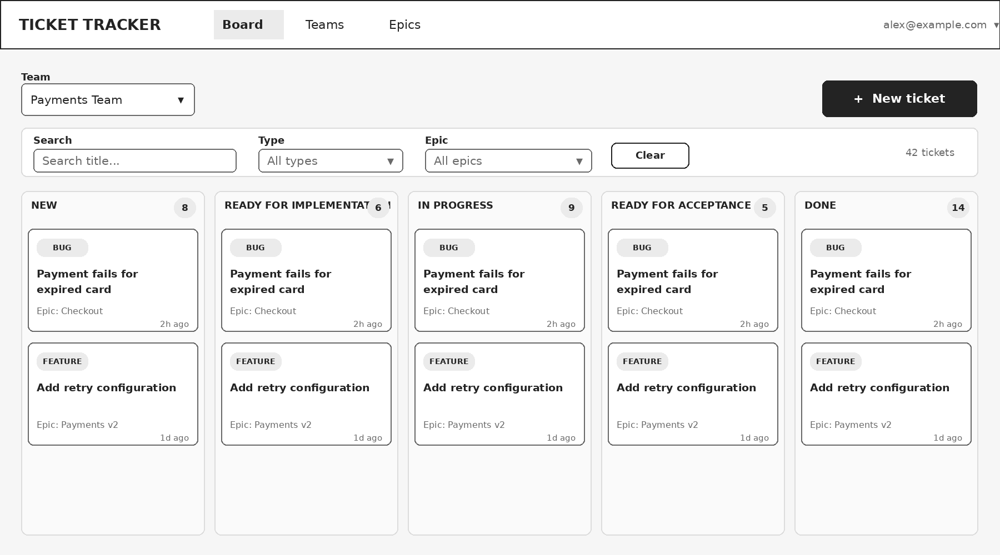 TICKET TRACKER
Board
Teams
Epics
alex@example.com ▼
Team
Payments Team ▼
+ New ticket
Search
Search title...
Type
All types ▼
Epic
All epics ▼
Clear
42 tickets
NEW
8
BUG
Payment fails for
expired card
Epic: Checkout
2h ago
FEATURE
Add retry configuration
Epic: Payments v2
1d ago
READY FOR
6
BUG
Payment fails for
expired card
Epic: Checkout
2h ago
FEATURE
Add retry configuration
Epic: Payments v2
1d ago
IN PROGRESS
9
BUG
Payment fails for
expired card
Epic: Checkout
2h ago
FEATURE
Add retry configuration
Epic: Payments v2
1d ago
READY FOR ACCEPTANCE
5
BUG
Payment fails for
expired card
Epic: Checkout
2h ago
FEATURE
Add retry configuration
Epic: Payments v2
1d ago
DONE
14
BUG
Payment fails for
expired card
Epic: Checkout
2h ago
FEATURE
Add retry configuration
Epic: Payments v2
1d ago